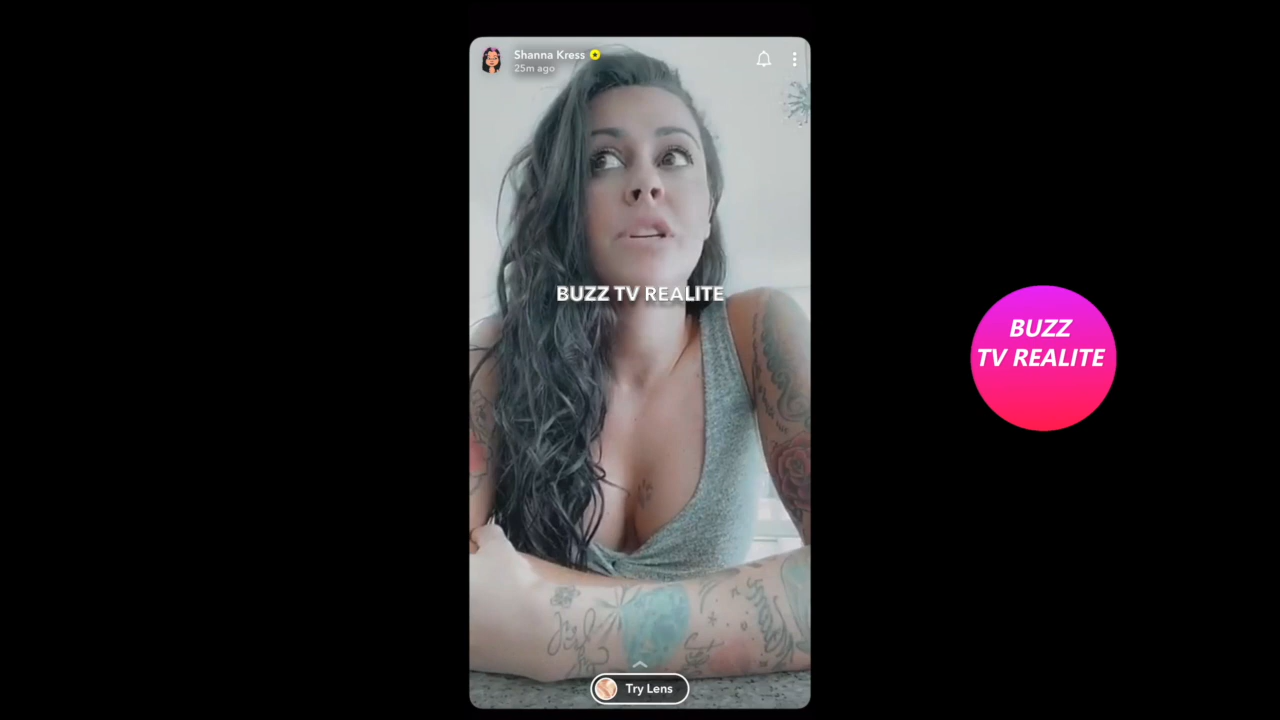 Shanna Kress
25m ago
BUZZ TV REALITE
BUZZ
TV REALITE
Try Lens